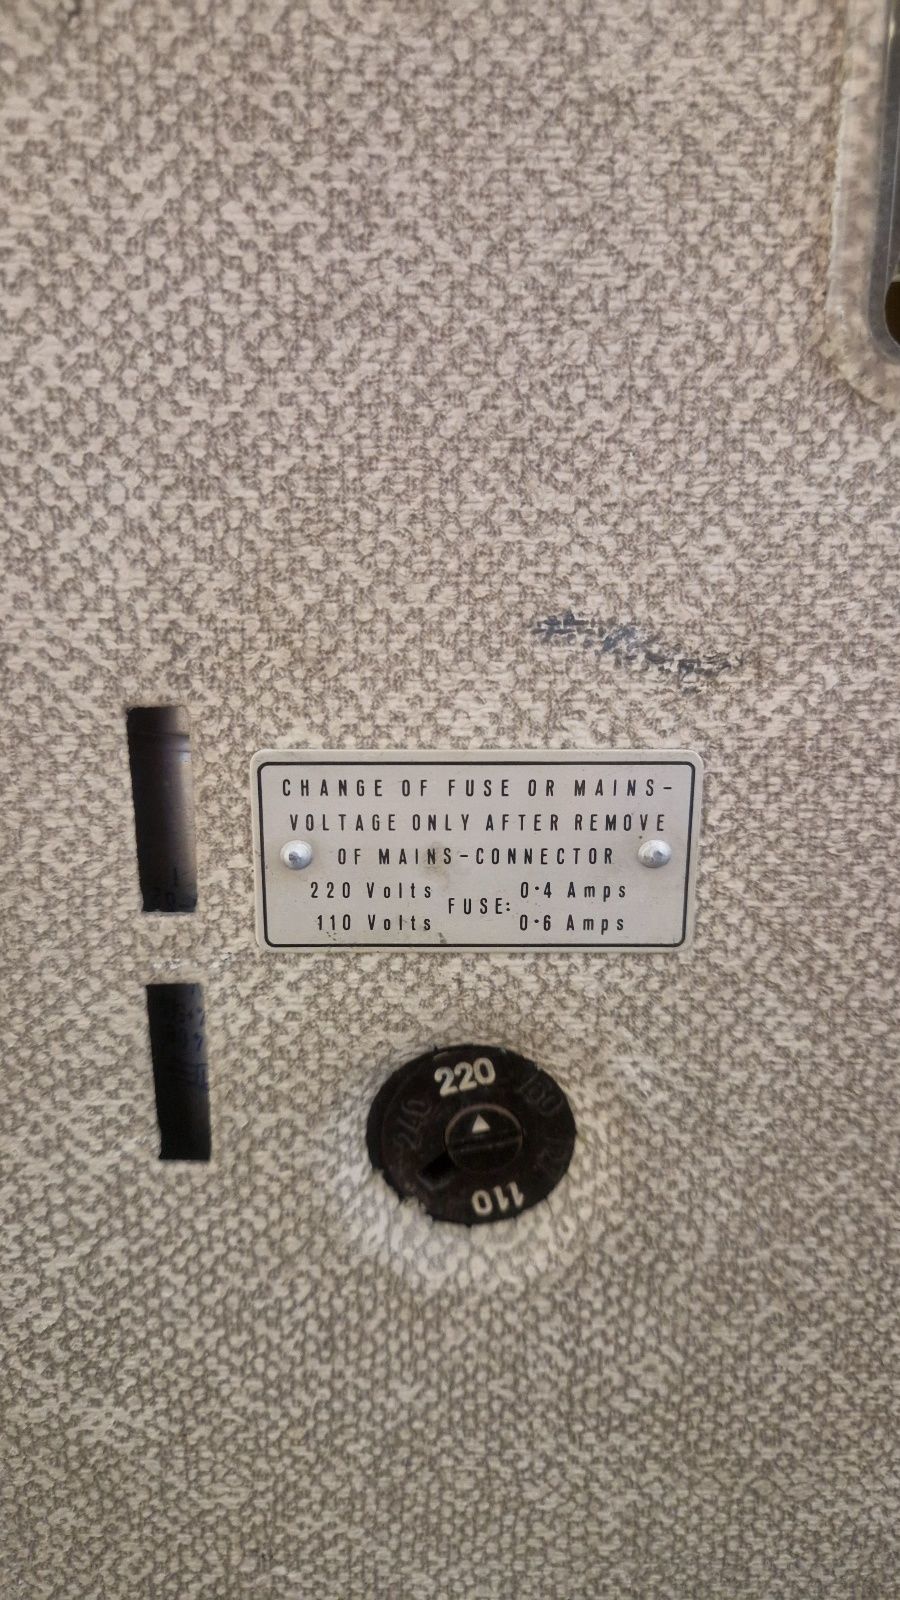 CHANGE OF FUSE OR MAINS-
VOLTAGE ONLY AFTER REMOVE
OF MAINS-CONNECTOR
220 Volts FUSE: 0·4 Amps
110 Volts 0·6 Amps
220
240
110